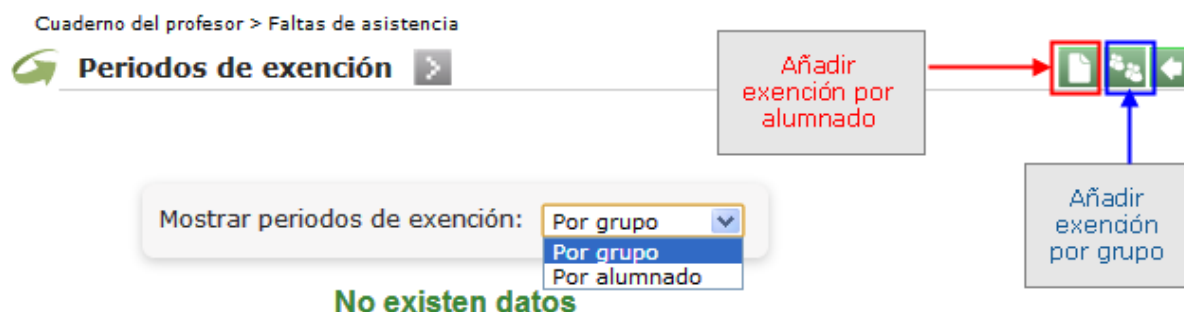 Cuaderno del profesor > Faltas de asistencia
Periodos de exención
Añadir
exención por
alumnado
Mostrar periodos de exención:
Por grupo
Por grupo
Por alumnado
Añadir
exención
por grupo
No existen datos